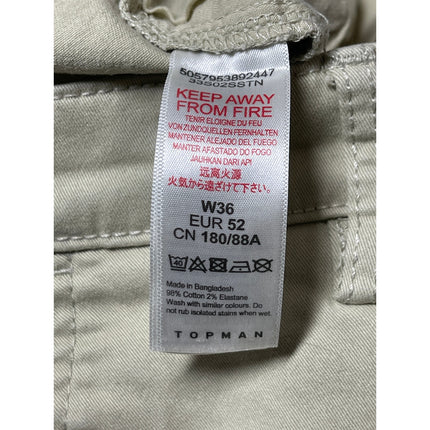 5057953892447
33S02SSTN
KEEP AWAY
FROM FIRE
TENIR ELOIGNE DU FEU
VON ZUNDQUELLEN FERNHALTEN
MANTENER ALEJADO DEL FUEGO
MANTER AFASTADO DO FOGO
JAUHKAN DARI API
远离火源
火気から遠ざけて下さい
W36
EUR 52
CN 180/88A
40
Made in Bangladesh
98% Cotton 2% Elastane
Wash with similar colours. Do
not rub isolated stains when wet.
TOPMAN